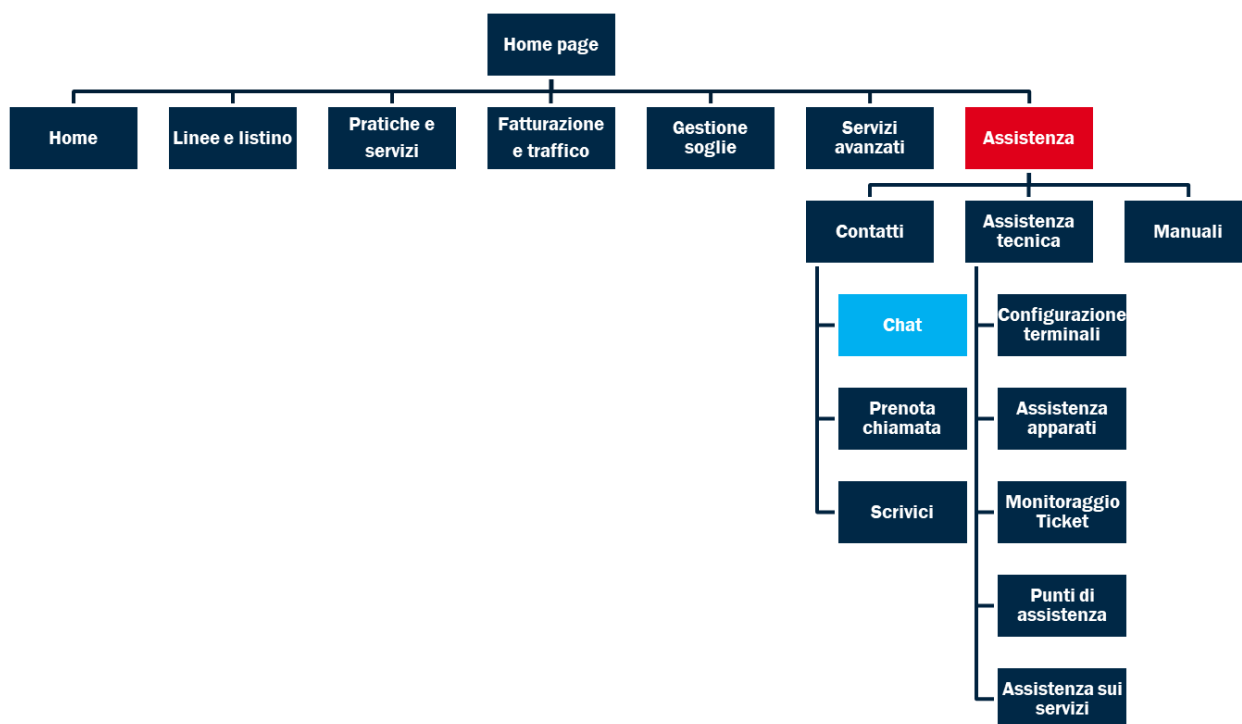 Home page
Home
Linee e listino
Pratiche e
servizi
Fatturazione
e traffico
Gestione
soglie
Servizi
avanzati
Assistenza
Contatti
Assistenza
tecnica
Manuali
Chat
Prenota
chiamata
Scrivici
Configurazione
terminali
Assistenza
apparati
Monitoraggio
Ticket
Punti di
assistenza
Assistenza sui
servizi